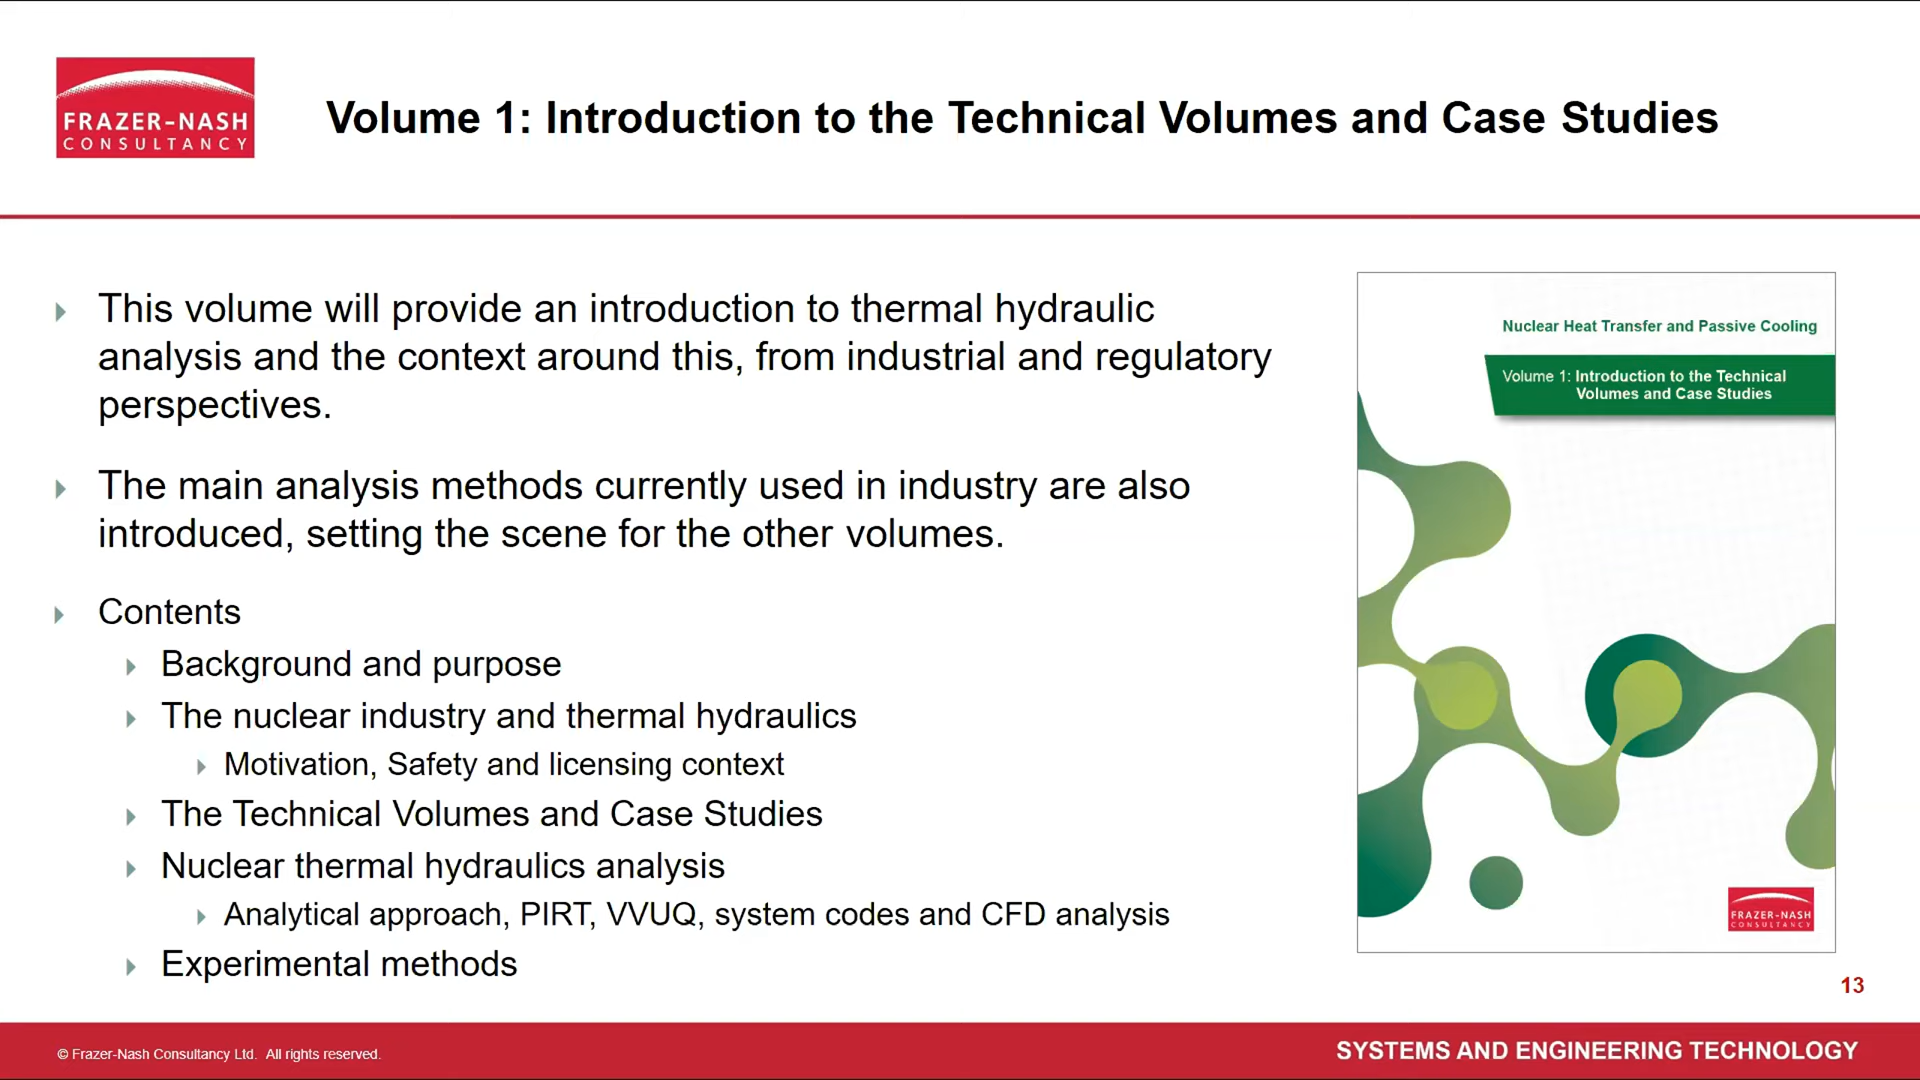 FRAZER-NASH
CONSULTANCY
Volume 1: Introduction to the Technical Volumes and Case Studies
This volume will provide an introduction to thermal hydraulic
analysis and the context around this, from industrial and regulatory
perspectives.
The main analysis methods currently used in industry are also
introduced, setting the scene for the other volumes.
Contents
Background and purpose
The nuclear industry and thermal hydraulics
Motivation, Safety and licensing context
The Technical Volumes and Case Studies
Nuclear thermal hydraulics analysis
Analytical approach, PIRT, VVUQ, system codes and CFD analysis
Experimental methods
Nuclear Heat Transfer and Passive Cooling
Volume 1: Introduction to the Technical
Volumes and Case Studies
FRAZER-NASH
CONSULTANCY
13
© Frazer-Nash Consultancy Ltd. All rights reserved.
SYSTEMS AND ENGINEERING TECHNOLOGY